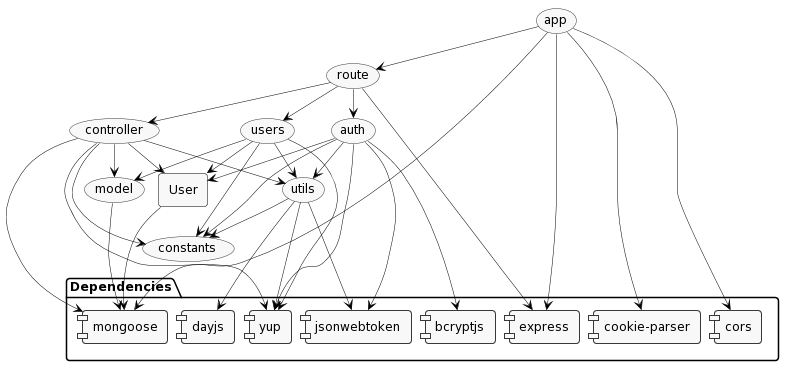 app
route
controller
users
auth
model
User
utils
constants
Dependencies
mongoose
dayjs
yup
jsonwebtoken
bcryptjs
express
cookie-parser
cors